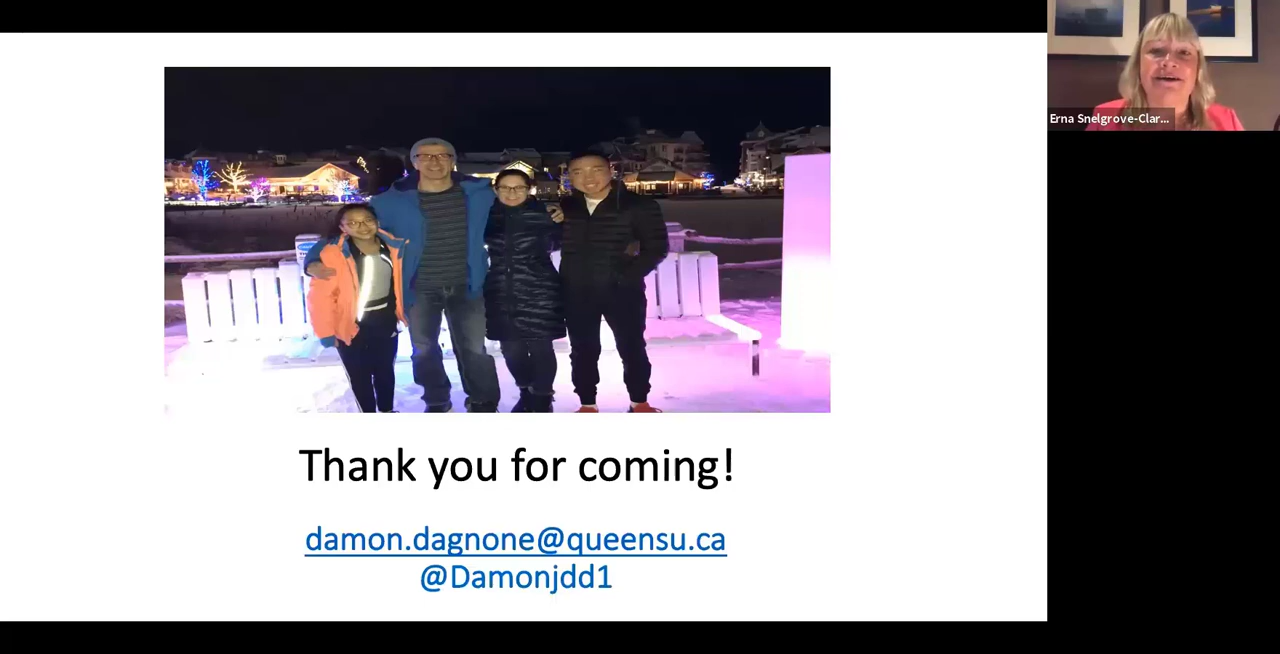 Erna Snelgrove-Clar...
Thank you for coming!
damon.dagnone@queensu.ca
@Damonjdd1